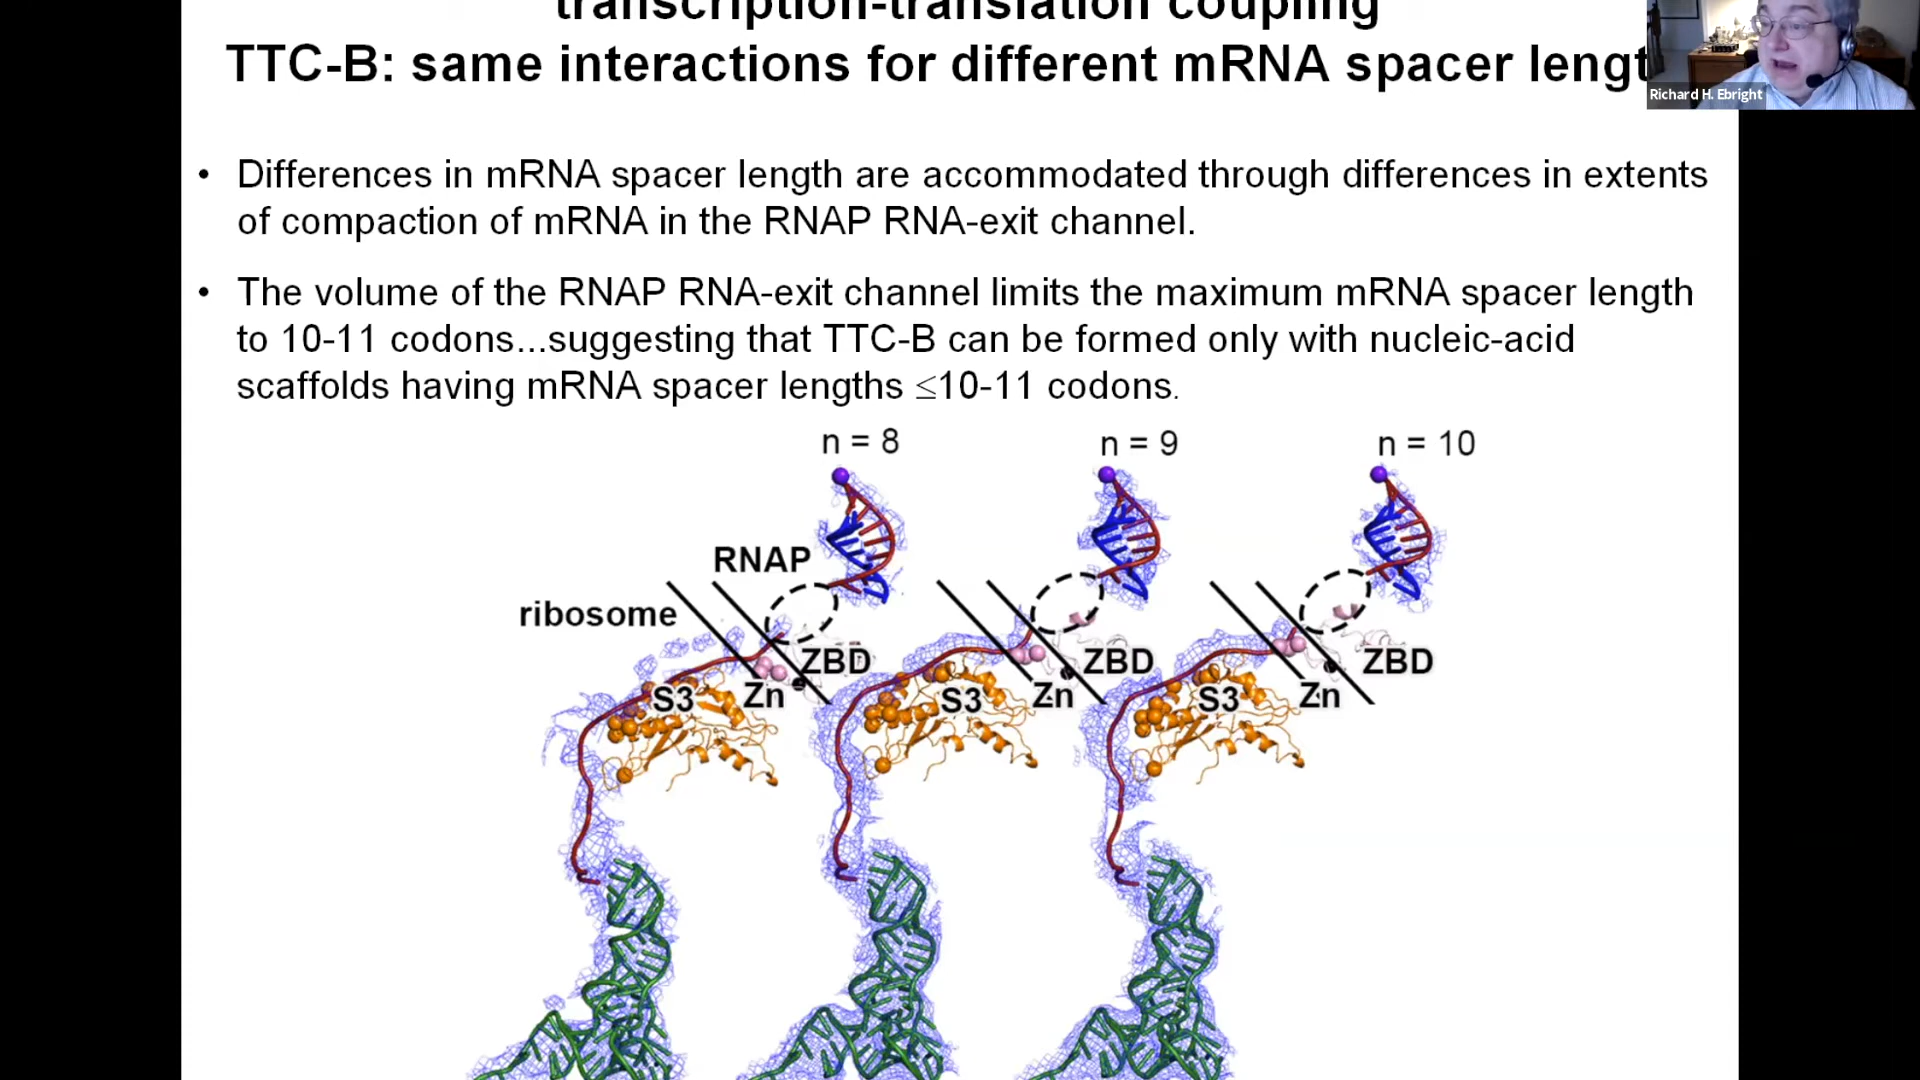 transcription-translation coupling
TTC-B: same interactions for different mRNA spacer lengt
Richard H. Ebright
• Differences in mRNA spacer length are accommodated through differences in extents
of compaction of mRNA in the RNAP RNA-exit channel.
• The volume of the RNAP RNA-exit channel limits the maximum mRNA spacer length
to 10-11 codons...suggesting that TTC-B can be formed only with nucleic-acid
scaffolds having mRNA spacer lengths ≤10-11 codons.
n = 8 n = 9 n = 10
RNAP
ribosome
ZBD ZBD ZBD
S3 Zn S3 Zn S3 Zn